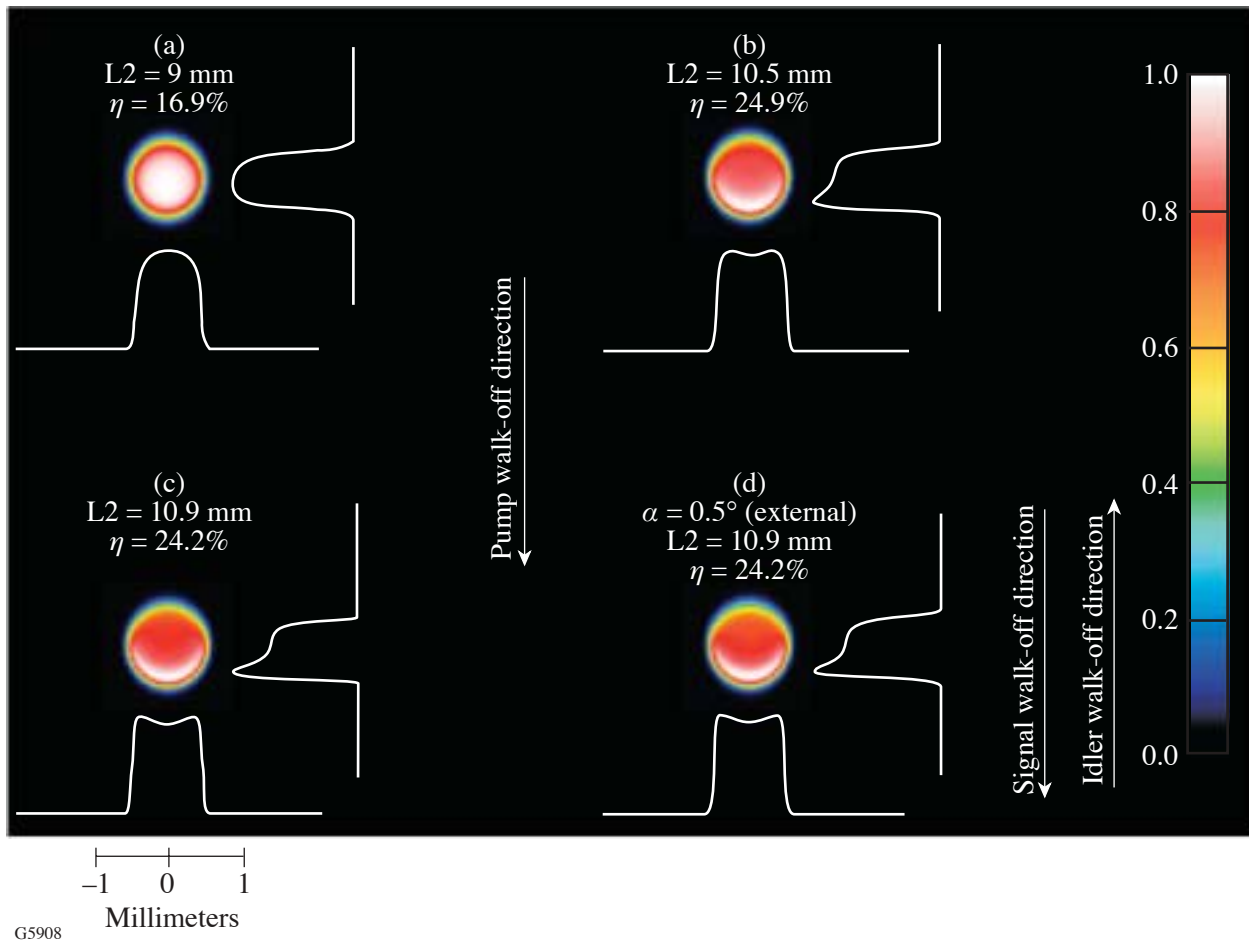 (a)
L2 = 9 mm
η = 16.9%
(b)
L2 = 10.5 mm
η = 24.9%
Pump walk-off direction
(c)
L2 = 10.9 mm
η = 24.2%
(d)
α = 0.5° (external)
L2 = 10.9 mm
η = 24.2%
Signal walk-off direction
Idler walk-off direction
1.0
0.8
0.6
0.4
0.2
0.0
–1 0 1
Millimeters
G5908